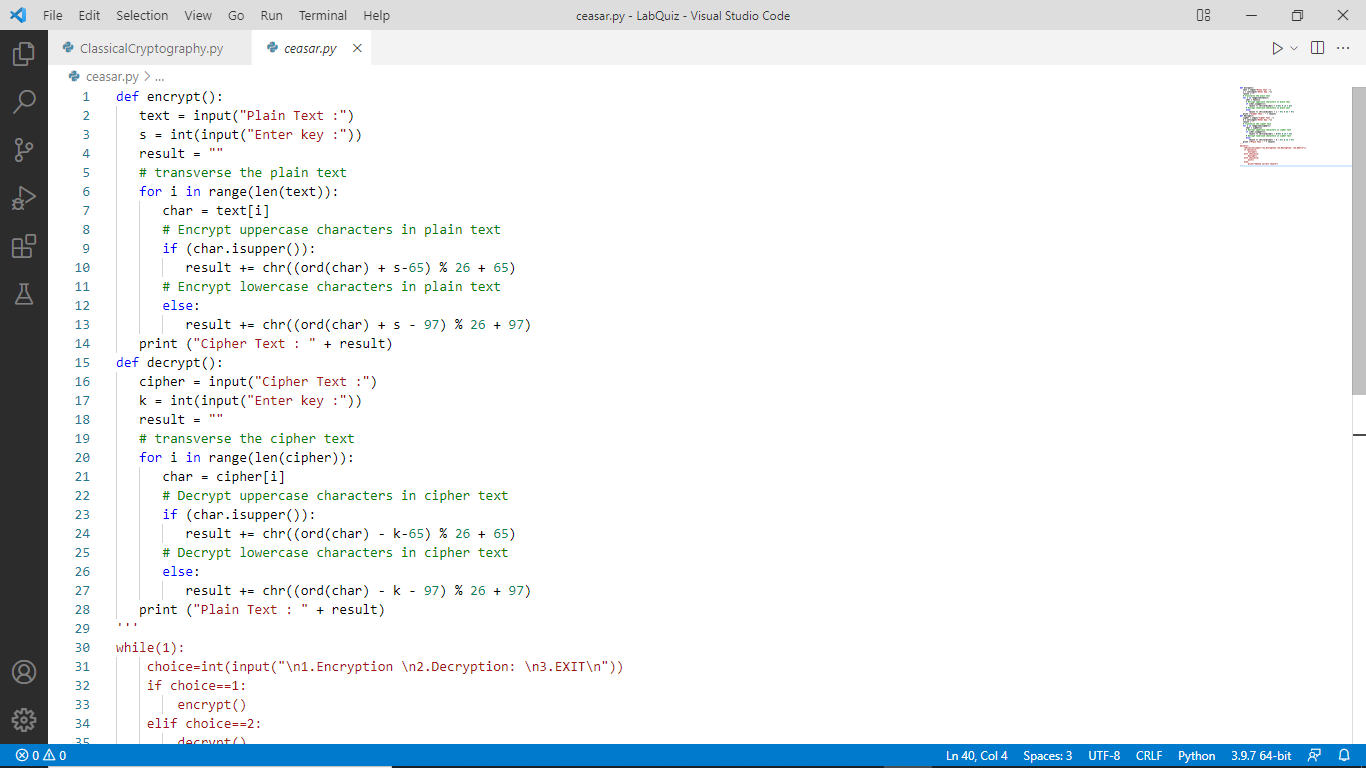 File Edit Selection View Go Run Terminal Help ceasar.py - LabQuiz - Visual Studio Code
ClassicalCryptography.py ceasar.py
ceasar.py > ...
1 def encrypt():
2 text = input("Plain Text :")
3 s = int(input("Enter key :"))
4 result = ""
5 # transverse the plain text
6 for i in range(len(text)):
7 char = text[i]
8 # Encrypt uppercase characters in plain text
9 if (char.isupper()):
10 result += chr((ord(char) + s-65) % 26 + 65)
11 # Encrypt lowercase characters in plain text
12 else:
13 result += chr((ord(char) + s - 97) % 26 + 97)
14 print ("Cipher Text : " + result)
15 def decrypt():
16 cipher = input("Cipher Text :")
17 k = int(input("Enter key :"))
18 result = ""
19 # transverse the cipher text
20 for i in range(len(cipher)):
21 char = cipher[i]
22 # Decrypt uppercase characters in cipher text
23 if (char.isupper()):
24 result += chr((ord(char) - k-65) % 26 + 65)
25 # Decrypt lowercase characters in cipher text
26 else:
27 result += chr((ord(char) - k - 97) % 26 + 97)
28 print ("Plain Text : " + result)
29 '''
30 while(1):
31 choice=int(input("\n1.Encryption \n2.Decryption: \n3.EXIT\n"))
32 if choice==1:
33 encrypt()
34 elif choice==2:
35 decrypt()
0 0 Ln 40, Col 4 Spaces: 3 UTF-8 CRLF Python 3.9.7 64-bit